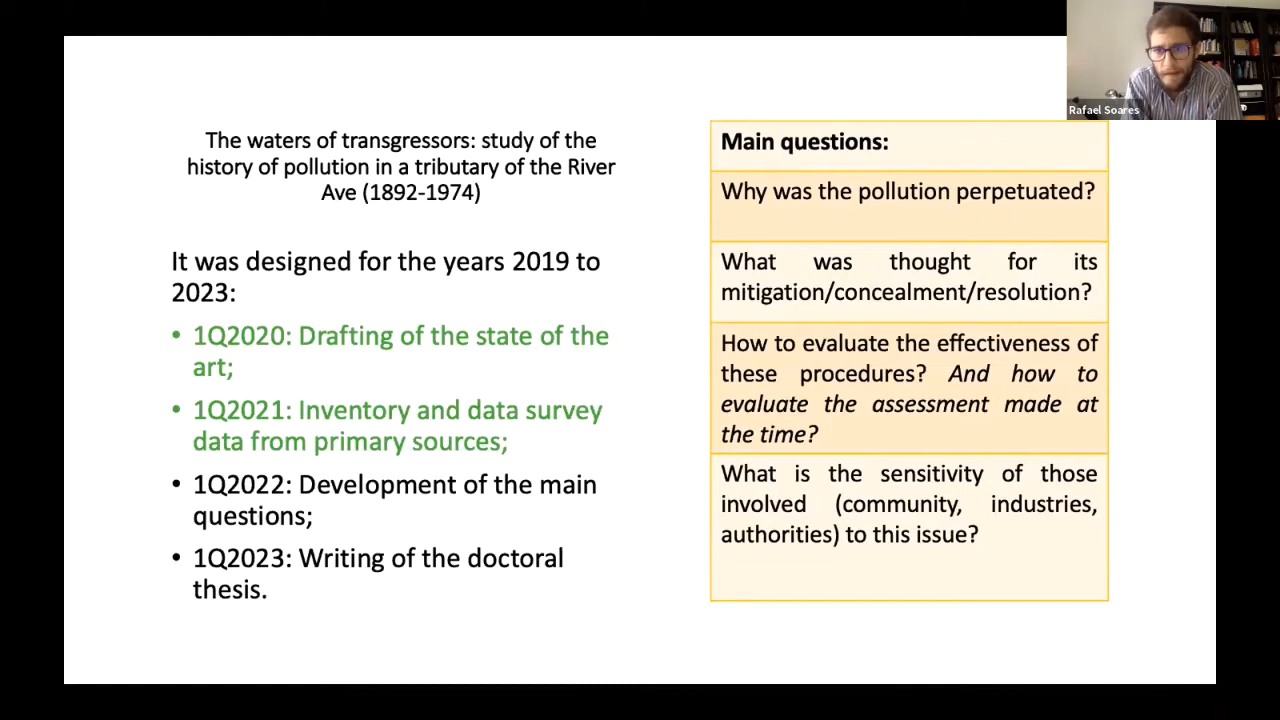 The waters of transgressors: study of the
history of pollution in a tributary of the River
Ave (1892-1974)
It was designed for the years 2019 to
2023:
• 1Q2020: Drafting of the state of the
art;
• 1Q2021: Inventory and data survey
data from primary sources;
• 1Q2022: Development of the main
questions;
• 1Q2023: Writing of the doctoral
thesis.
Main questions:
Why was the pollution perpetuated?
What was thought for its
mitigation/concealment/resolution?
How to evaluate the effectiveness of
these procedures? And how to
evaluate the assessment made at
the time?
What is the sensitivity of those
involved (community, industries,
authorities) to this issue?
Rafael Soares